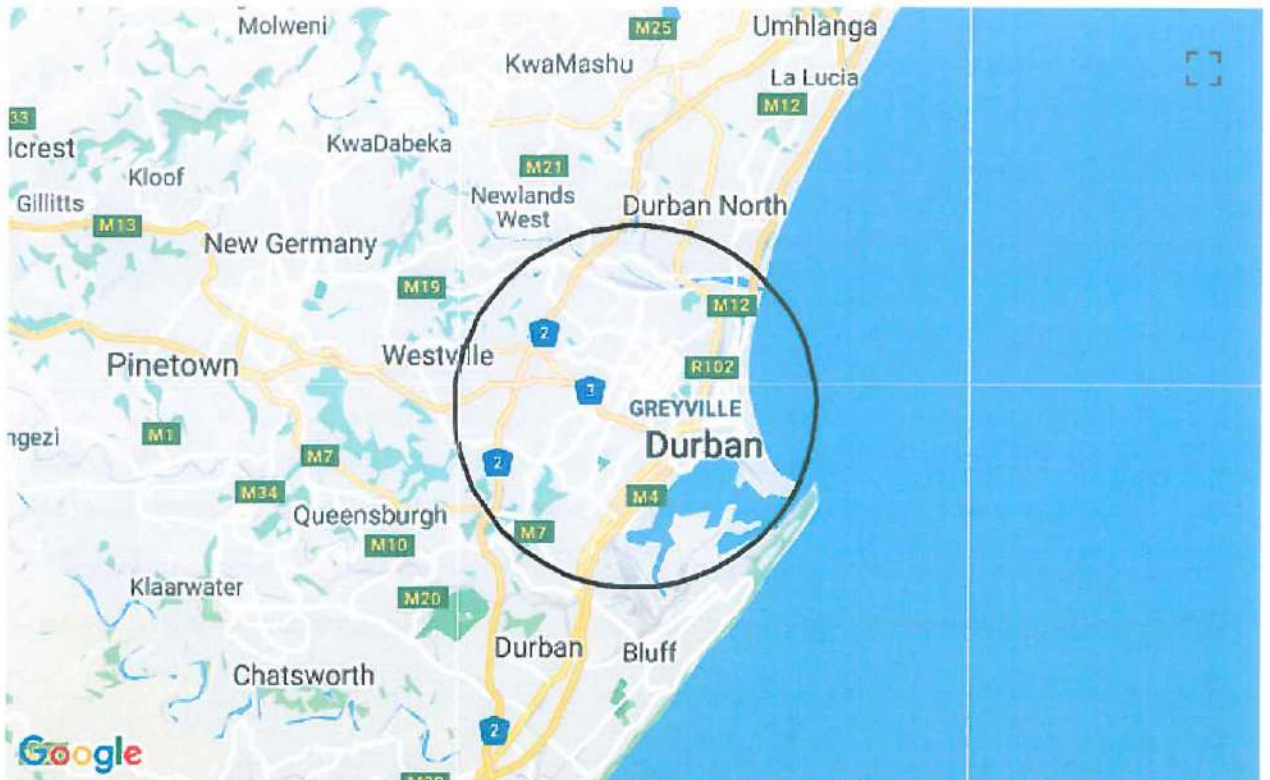 Molweni
M25
Umhlanga
KwaMashu
La Lucia
M12
33
lcrest
KwaDabeka
M21
Kloof
Newlands
West
Gillitts
Durban North
M13
New Germany
M19
M12
2
Westville
Pinetown
R102
3
GREYVILLE
ngezi
M1
Durban
M7
2
M34
M4
Queensburgh
M7
M10
Klaarwater
M20
Durban
Bluff
Chatsworth
2
Google